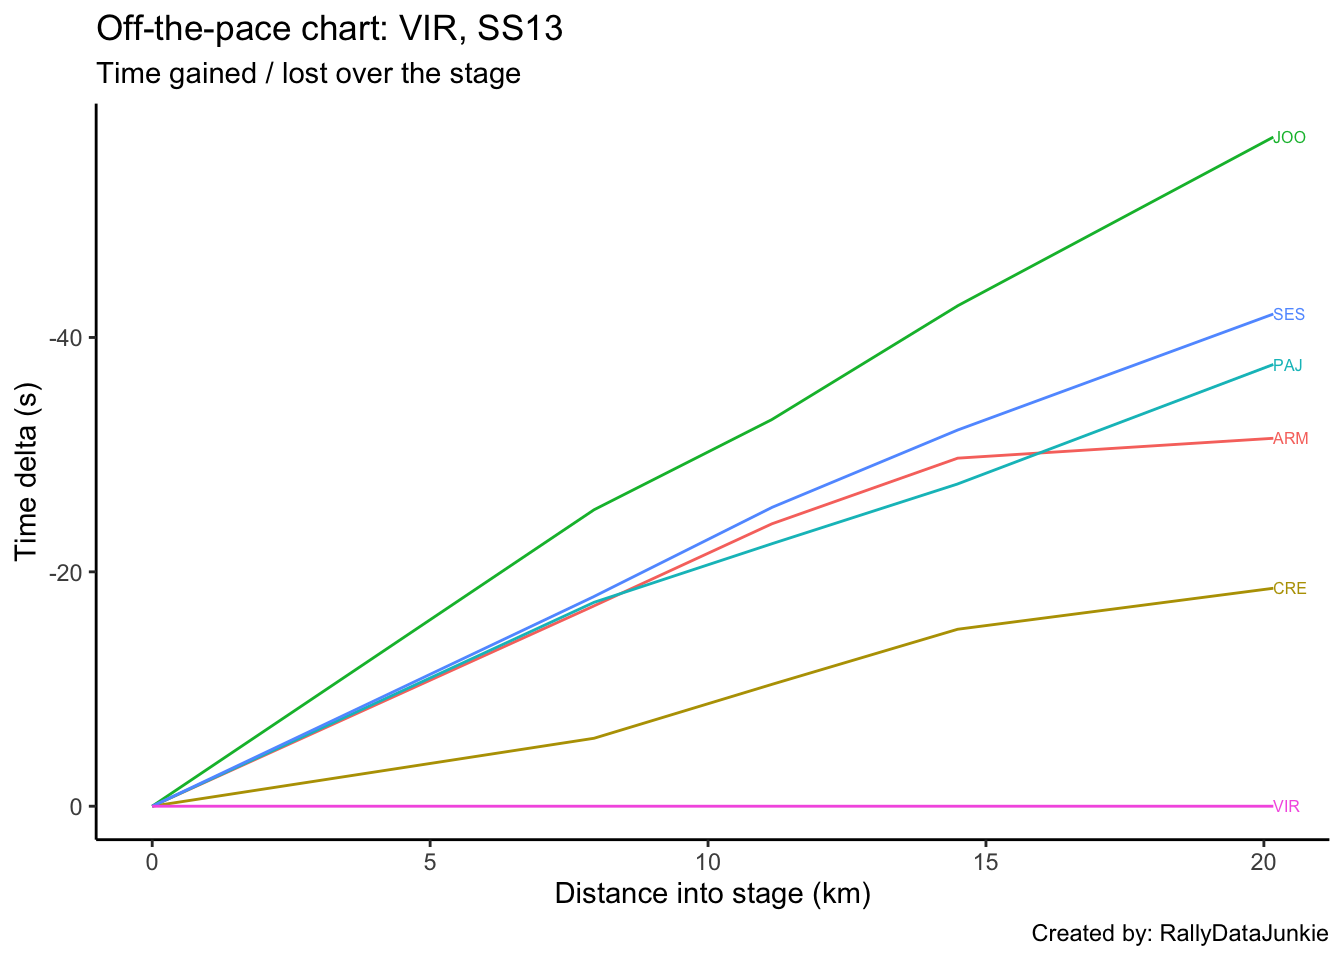 Off-the-pace chart: VIR, SS13
Time gained / lost over the stage
JOO
-40
SES
PAJ
ARM
Time delta (s)
-20
CRE
0
VIR
0 5 10 15 20
Distance into stage (km)
Created by: RallyDataJunkie